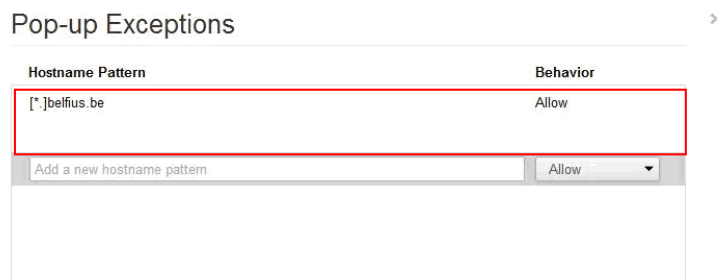 Pop-up Exceptions
Hostname Pattern Behavior
[*.]belfius.be Allow
Add a new hostname pattern Allow